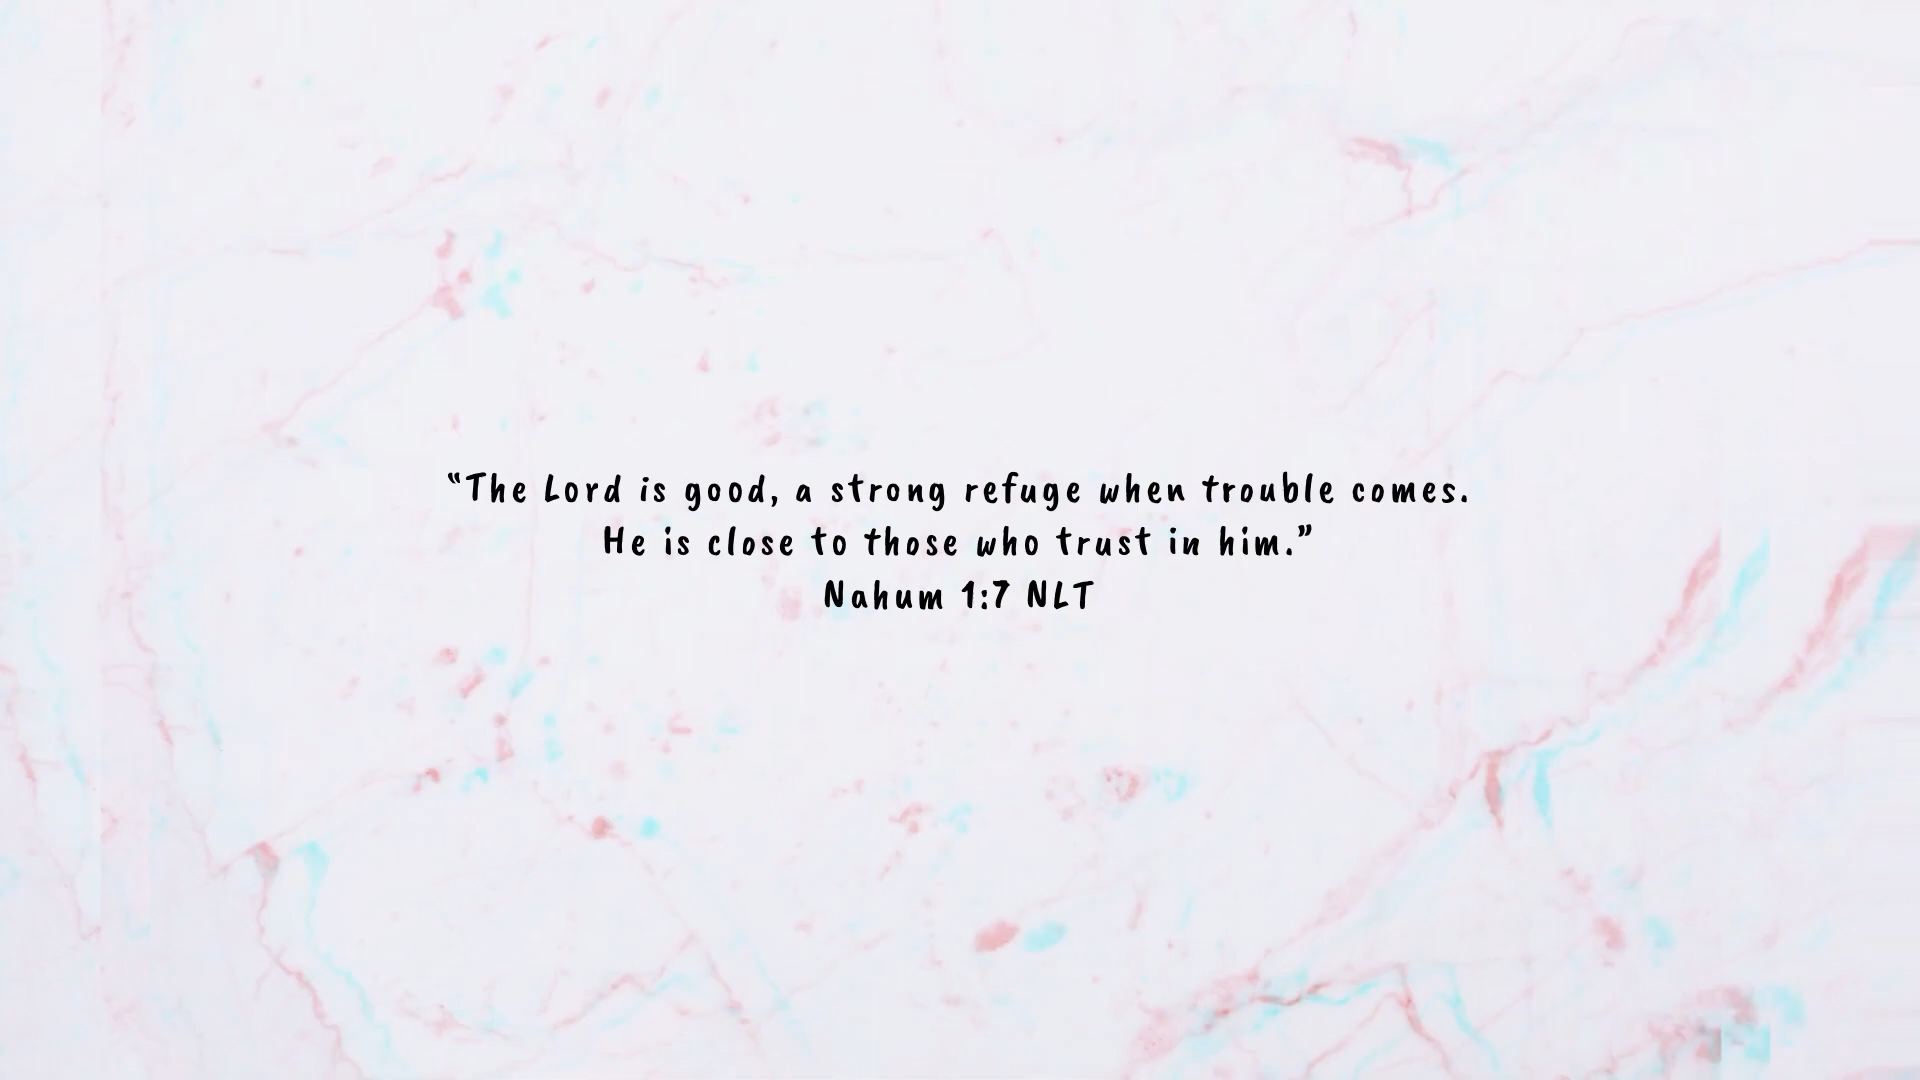 “The Lord is good, a strong refuge when trouble comes.
He is close to those who trust in him.”
Nahum 1:7 NLT